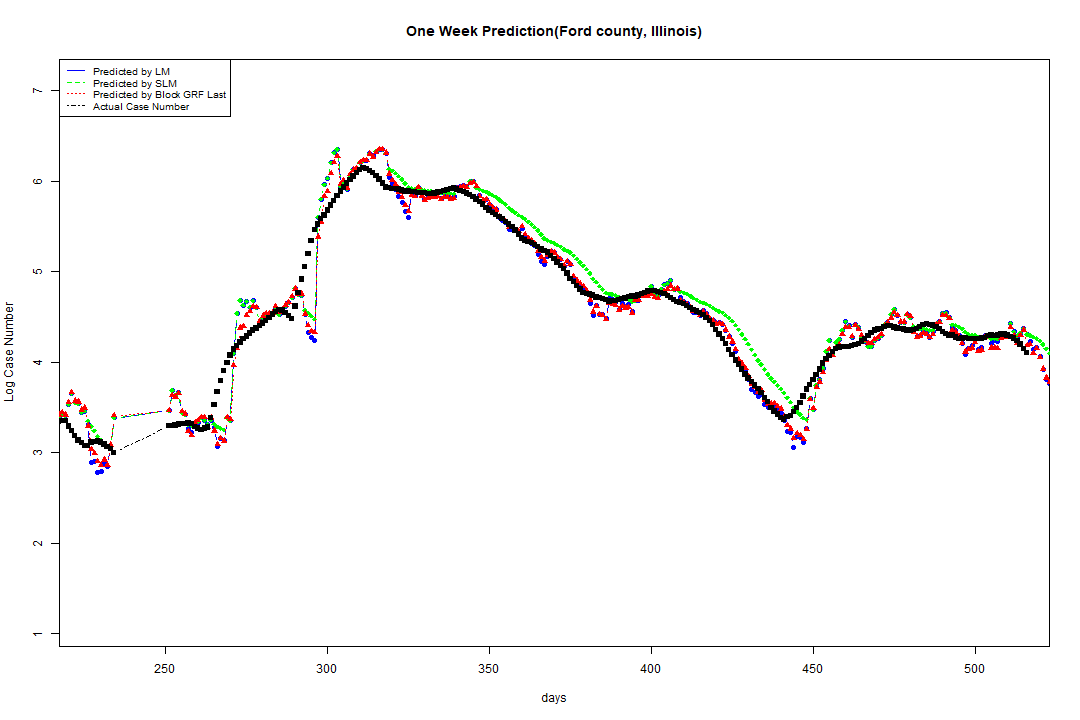 One Week Prediction(Ford county, Illinois)
Predicted by LM
Predicted by SLM
Predicted by Block GRF Last
Actual Case Number
7
6
5
4
3
2
1
Log Case Number
250 300 350 400 450 500
days